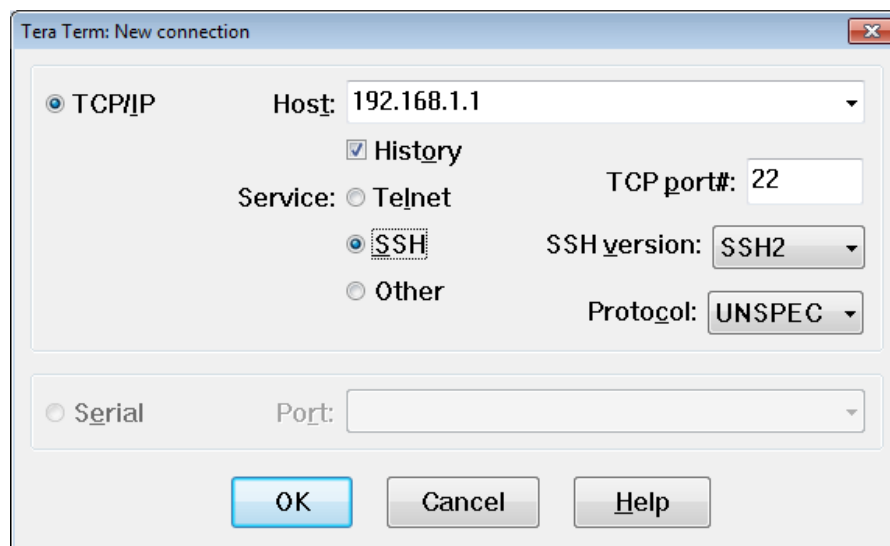 Tera Term: New connection
TCP/IP Host: 192.168.1.1
History
TCP port#: 22
Service: Telnet
SSH SSH version: SSH2
Other
Protocol: UNSPEC
Serial Port:
OK Cancel Help